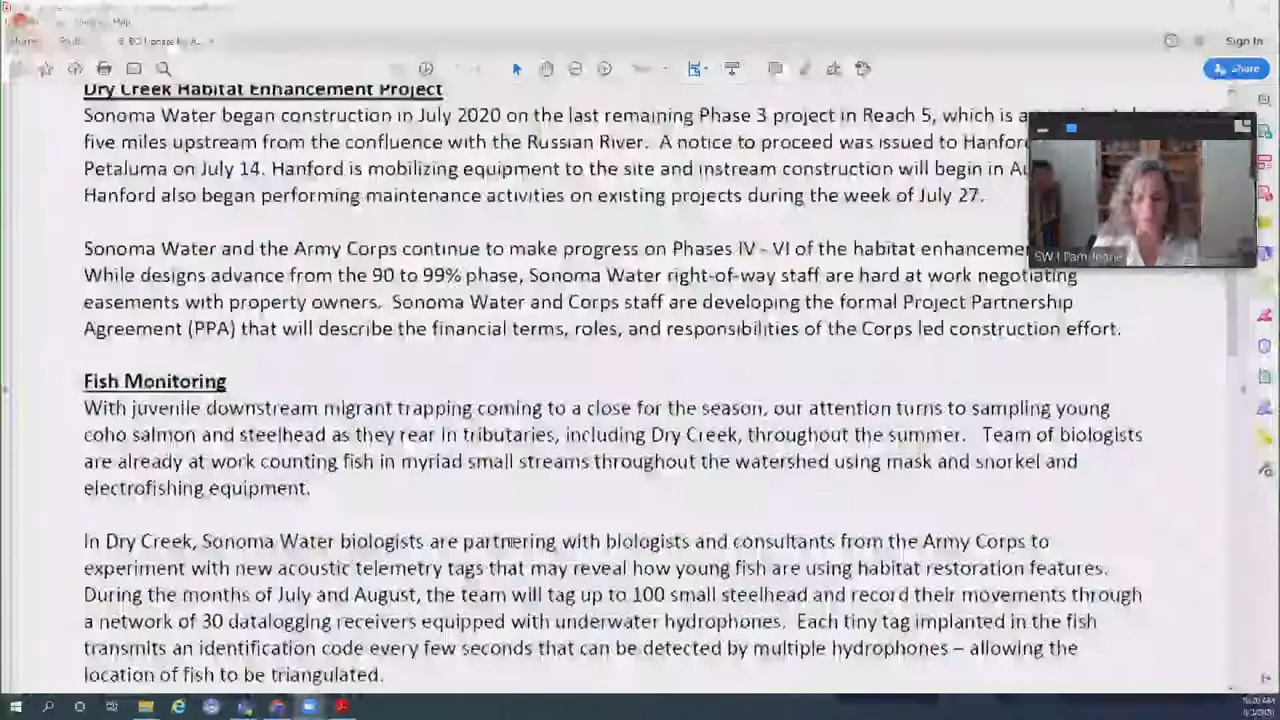 Help
Sign In
Share
Dry Creek Habitat Enhancement Project
Sonoma Water began construction in July 2020 on the last remaining Phase 3 project in Reach 5, which is
five miles upstream from the confluence with the Russian River. A notice to proceed was issued to Hanford
Petaluma on July 14. Hanford is mobilizing equipment to the site and instream construction will begin in
Hanford also began performing maintenance activities on existing projects during the week of July 27.
SW | Pam Jeane
Sonoma Water and the Army Corps continue to make progress on Phases IV - VI of the habitat
While designs advance from the 90 to 99% phase, Sonoma Water right-of-way staff are hard at work negotiating
easements with property owners. Sonoma Water and Corps staff are developing the formal Project Partnership
Agreement (PPA) that will describe the financial terms, roles, and responsibilities of the Corps led construction effort.
Fish Monitoring
With juvenile downstream migrant trapping coming to a close for the season, our attention turns to sampling young
coho salmon and steelhead as they rear in tributaries, including Dry Creek, throughout the summer. Team of biologists
are already at work counting fish in myriad small streams throughout the watershed using mask and snorkel and
electrofishing equipment.
In Dry Creek, Sonoma Water biologists are partnering with biologists and consultants from the Army Corps to
experiment with new acoustic telemetry tags that may reveal how young fish are using habitat restoration features.
During the months of July and August, the team will tag up to 100 small steelhead and record their movements through
a network of 30 datalogging receivers equipped with underwater hydrophones. Each tiny tag implanted in the fish
transmits an identification code every few seconds that can be detected by multiple hydrophones – allowing the
location of fish to be triangulated.